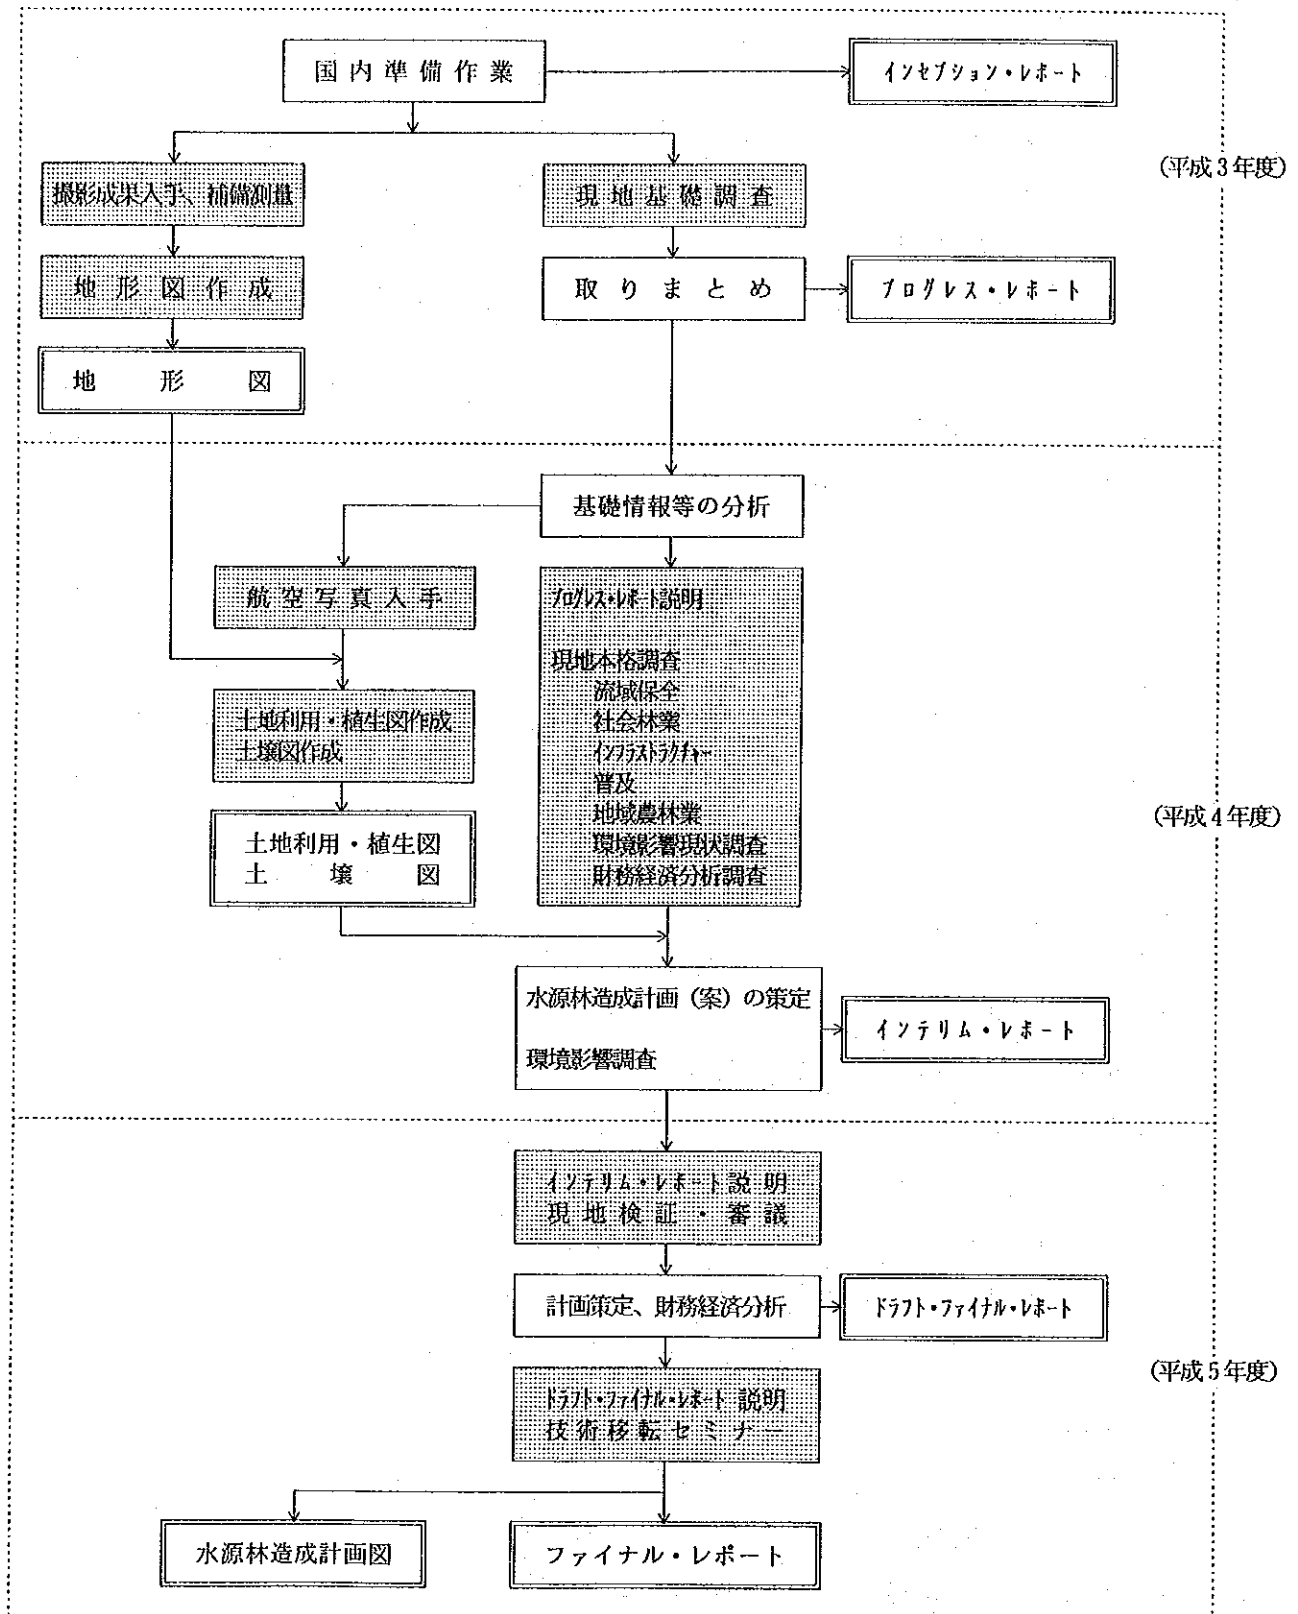 国内準備作業
インセプション・レポート
(平成3年度)
撮影成果入手、補備測量
現地基礎調査
地形図作成
取りまとめ
プログレス・レポート
地形図
基礎情報等の分析
航空写真入手
プログレス・レポート説明
現地本格調査
流域保全
社会林業
インフラストラクチャー
普及
地域農林業
環境影響現状調査
財務経済分析調査
土地利用・植生図作成
土壌図作成
土地利用・植生図
土壌図
(平成4年度)
水源林造成計画(案)の策定
環境影響調査
インテリム・レポート
インテリム・レポート説明
現地検証・審議
計画策定、財務経済分析
ドラフト・ファイナル・レポート
(平成5年度)
ドラフト・ファイナル・レポート説明
技術移転セミナー
水源林造成計画図
ファイナル・レポート